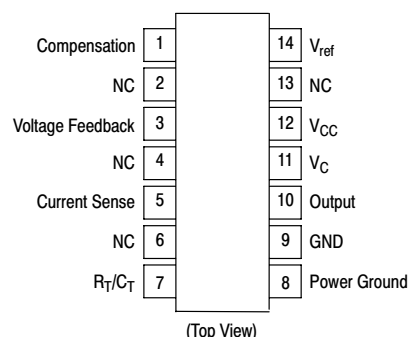 Compensation 1 14 Vref
NC 2 13 NC
Voltage Feedback 3 12 VCC
NC 4 11 VC
Current Sense 5 10 Output
NC 6 9 GND
RT/CT 7 8 Power Ground
(Top View)